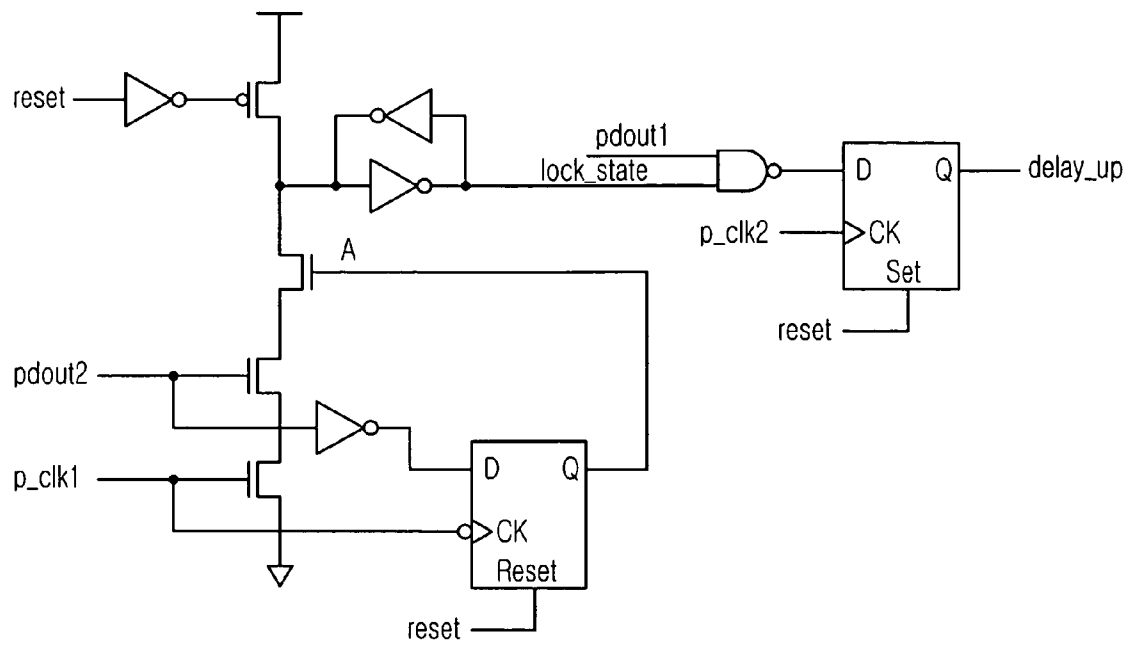 reset
pdout1
lock_state
D Q
delay_up
p_clk2
CK
Set
reset
A
pdout2
p_clk1
D Q
CK
Reset
reset